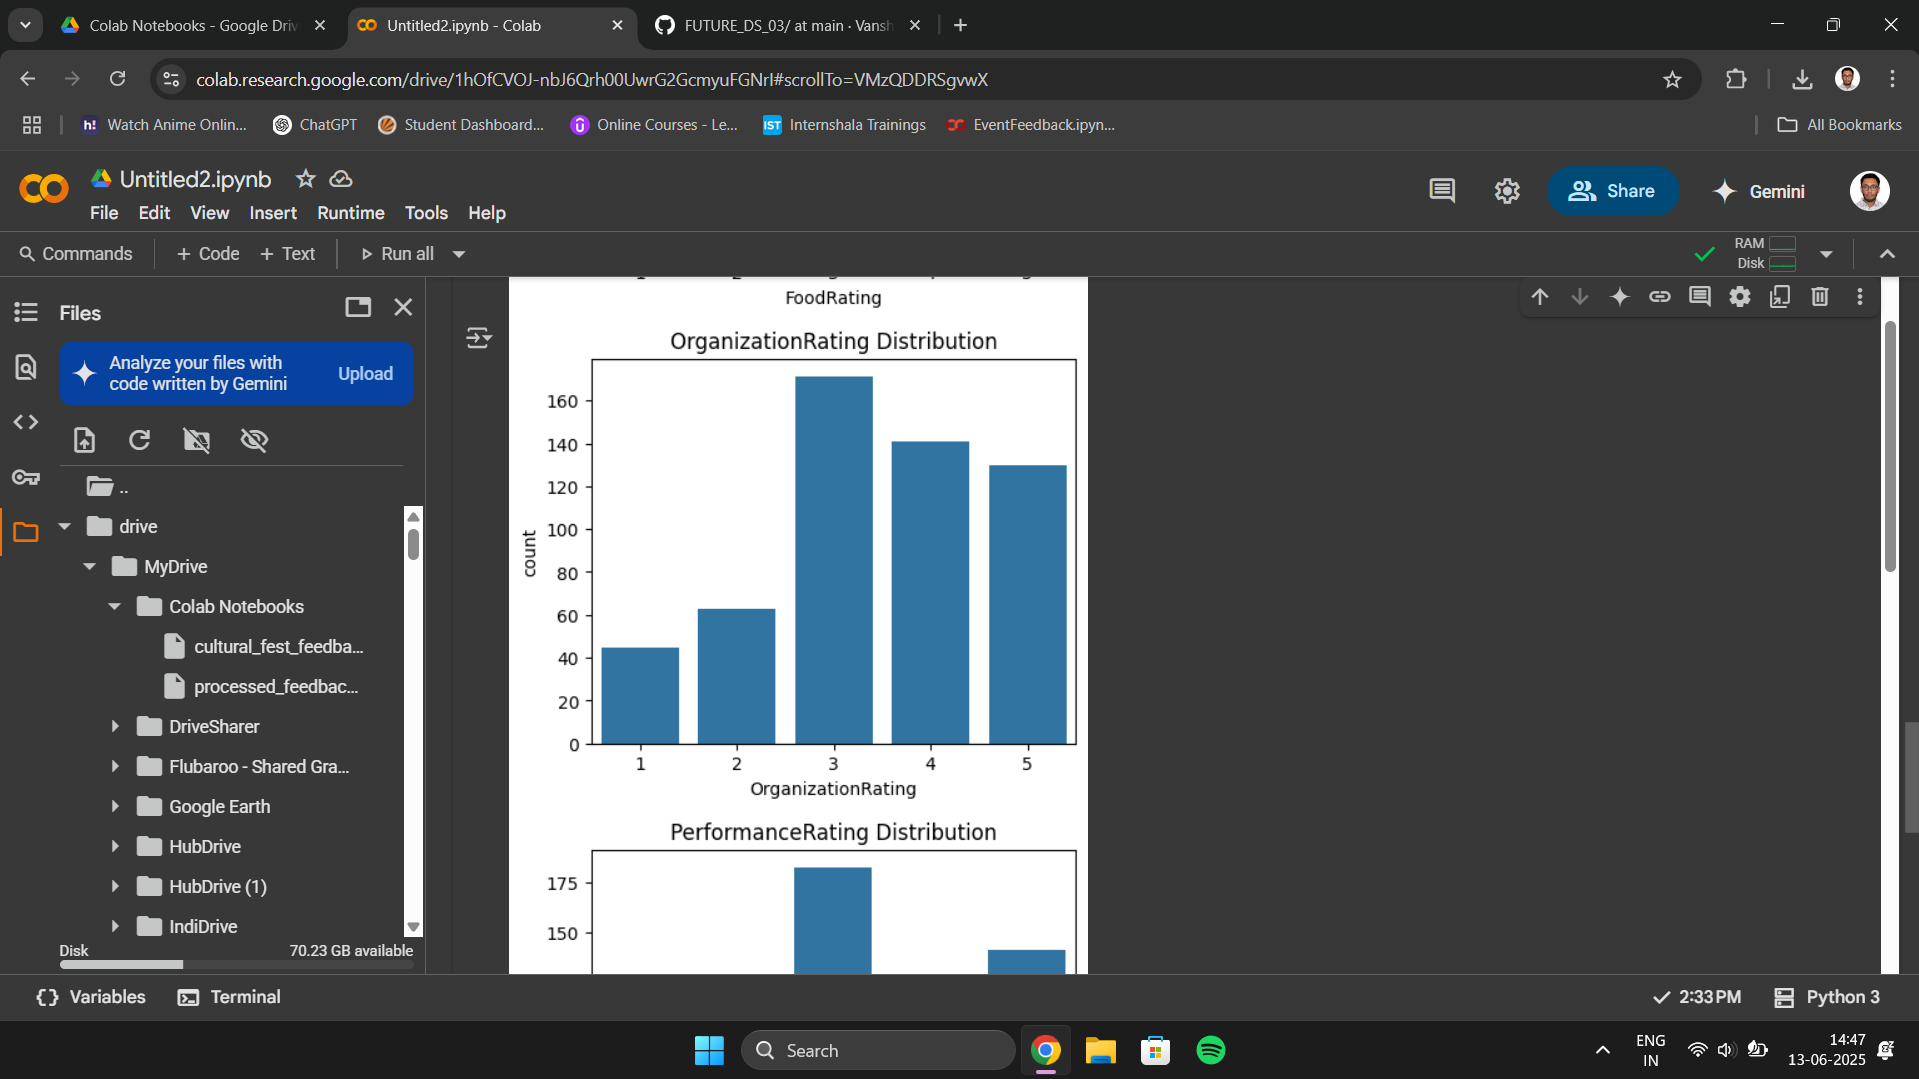 Colab Notebooks - Google Driv
Untitled2.ipynb - Colab
FUTURE_DS_03/ at main · Vansh
colab.research.google.com/drive/1hOfCVOJ-nbJ6Qrh00UwrG2GcmyuFGNrI#scrollTo=VMzQDDRSgvwX
Watch Anime Onlin...
ChatGPT
Student Dashboard...
Online Courses - Le...
IST
Internshala Trainings
EventFeedback.ipyn...
All Bookmarks
Untitled2.ipynb
File Edit View Insert Runtime Tools Help
Share
Gemini
Commands
+ Code
+ Text
Run all
RAM
Disk
Files
Analyze your files with
code written by Gemini
Upload
..
drive
MyDrive
Colab Notebooks
cultural_fest_feedba...
processed_feedbac...
DriveSharer
Flubaroo - Shared Gra...
Google Earth
HubDrive
HubDrive (1)
IndiDrive
Disk
70.23 GB available
FoodRating
OrganizationRating Distribution
160
140
120
100
80
60
40
20
0
count
1 2 3 4 5
OrganizationRating
PerformanceRating Distribution
175
150
Variables
Terminal
2:33 PM
Python 3
Search
ENG
IN
14:47
13-06-2025